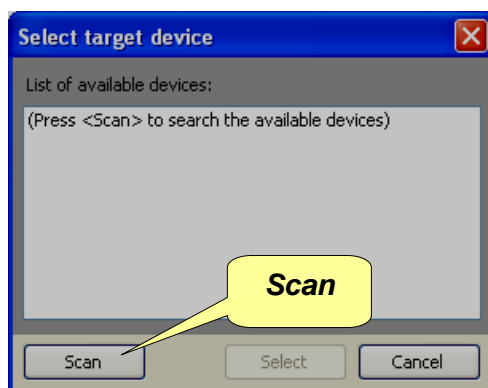 Select target device
List of available devices:
(Press <Scan> to search the available devices)
Scan
Scan
Select
Cancel